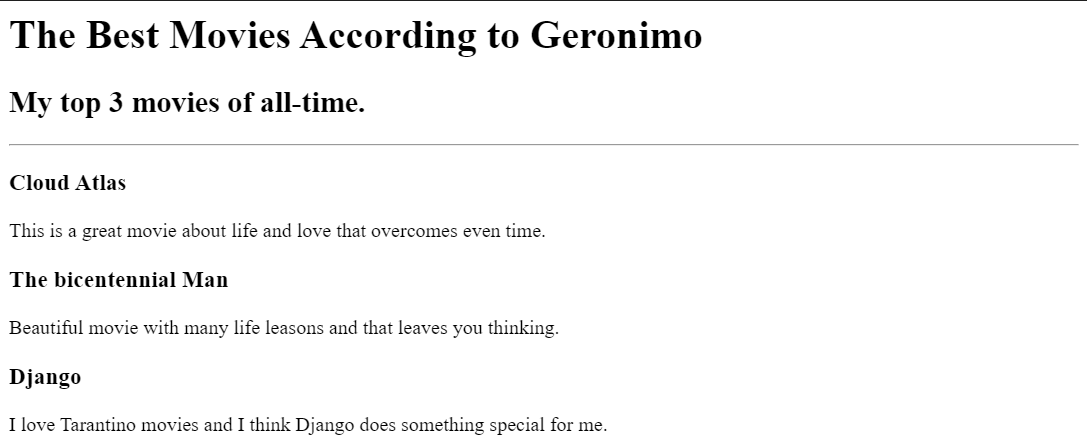 The Best Movies According to Geronimo
My top 3 movies of all-time.
Cloud Atlas
This is a great movie about life and love that overcomes even time.
The bicentennial Man
Beautiful movie with many life leasons and that leaves you thinking.
Django
I love Tarantino movies and I think Django does something special for me.